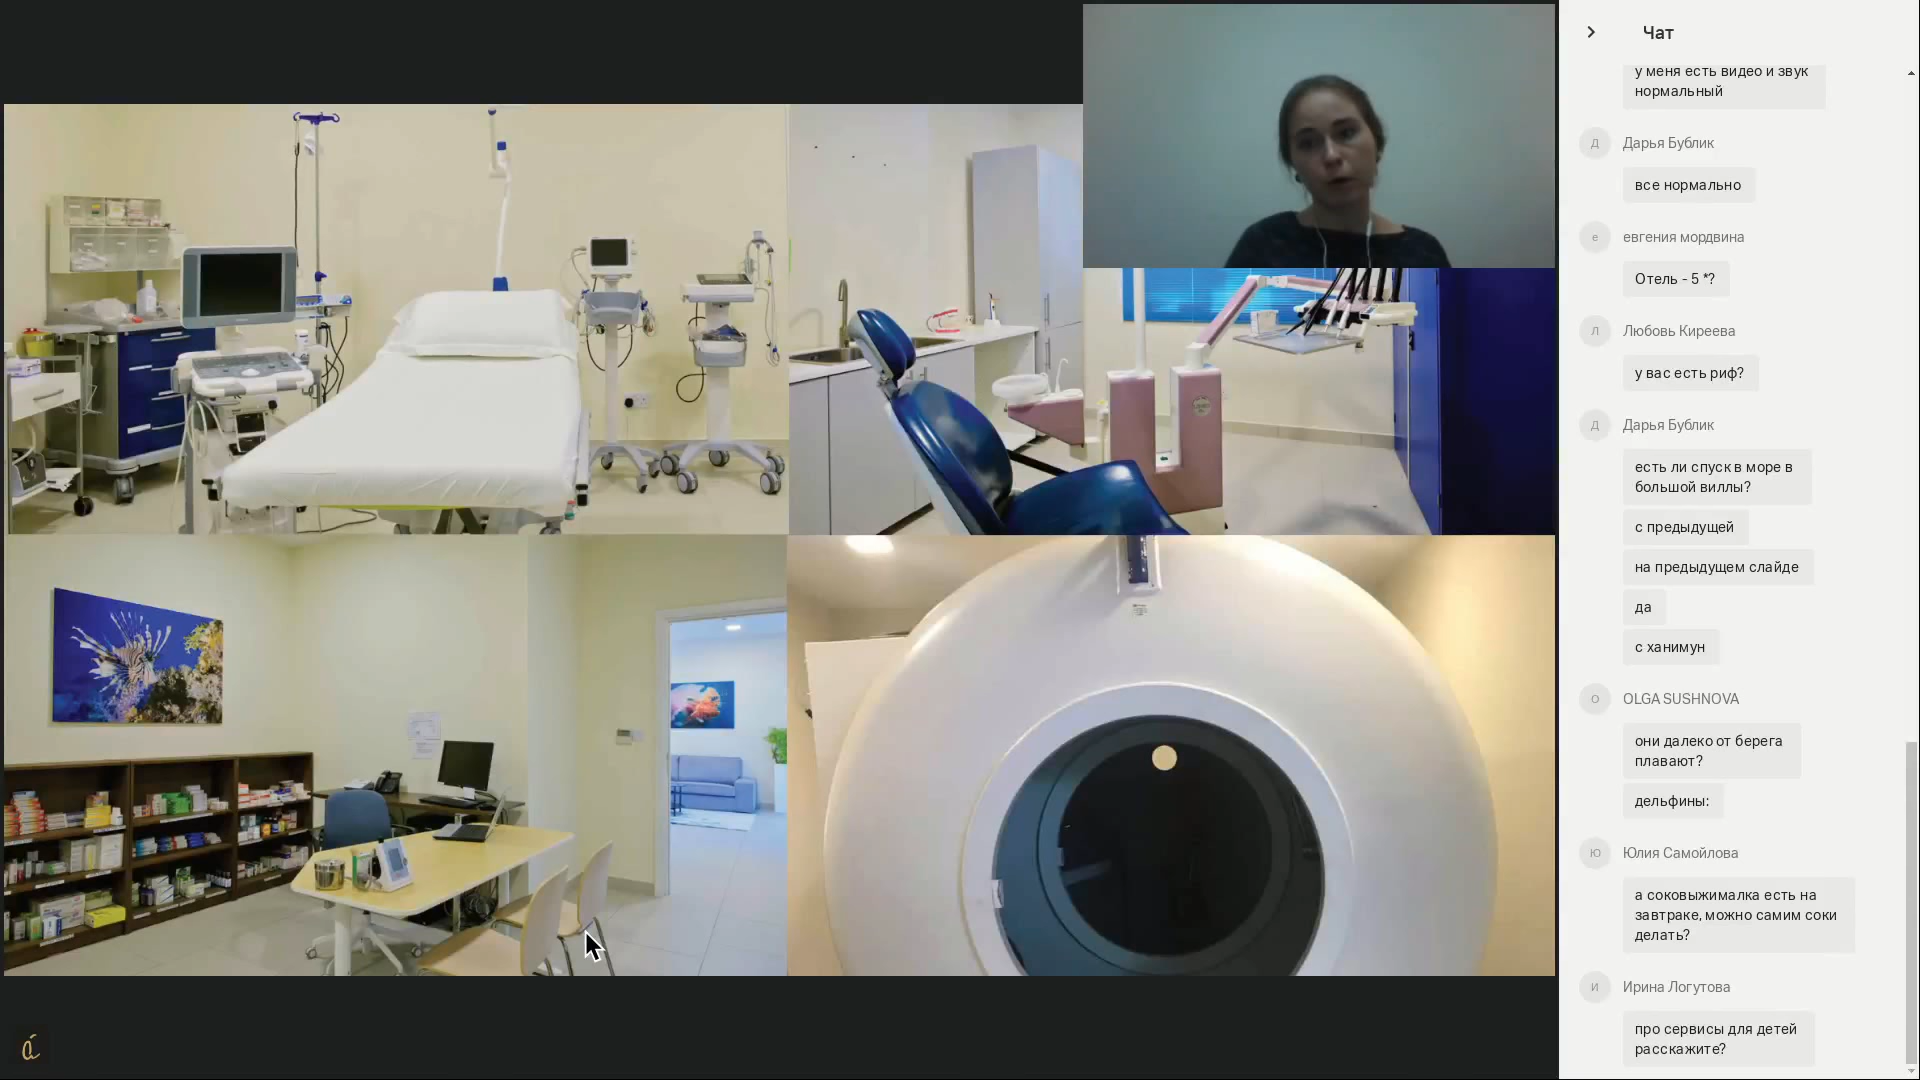 Чат
у меня есть видео и звук
нормальный
Д
Дарья Бублик
все нормально
е
евгения мордвина
Отель - 5 *?
Л
Любовь Киреева
у вас есть риф?
Д
Дарья Бублик
есть ли спуск в море в
большой виллы?
с предыдущей
на предыдущем слайде
да
с ханимун
O
OLGA SUSHNOVA
они далеко от берега
плавают?
дельфины:
Ю
Юлия Самойлова
а соковыжималка есть на
завтраке, можно самим соки
делать?
И
Ирина Логутова
про сервисы для детей
расскажите?
á